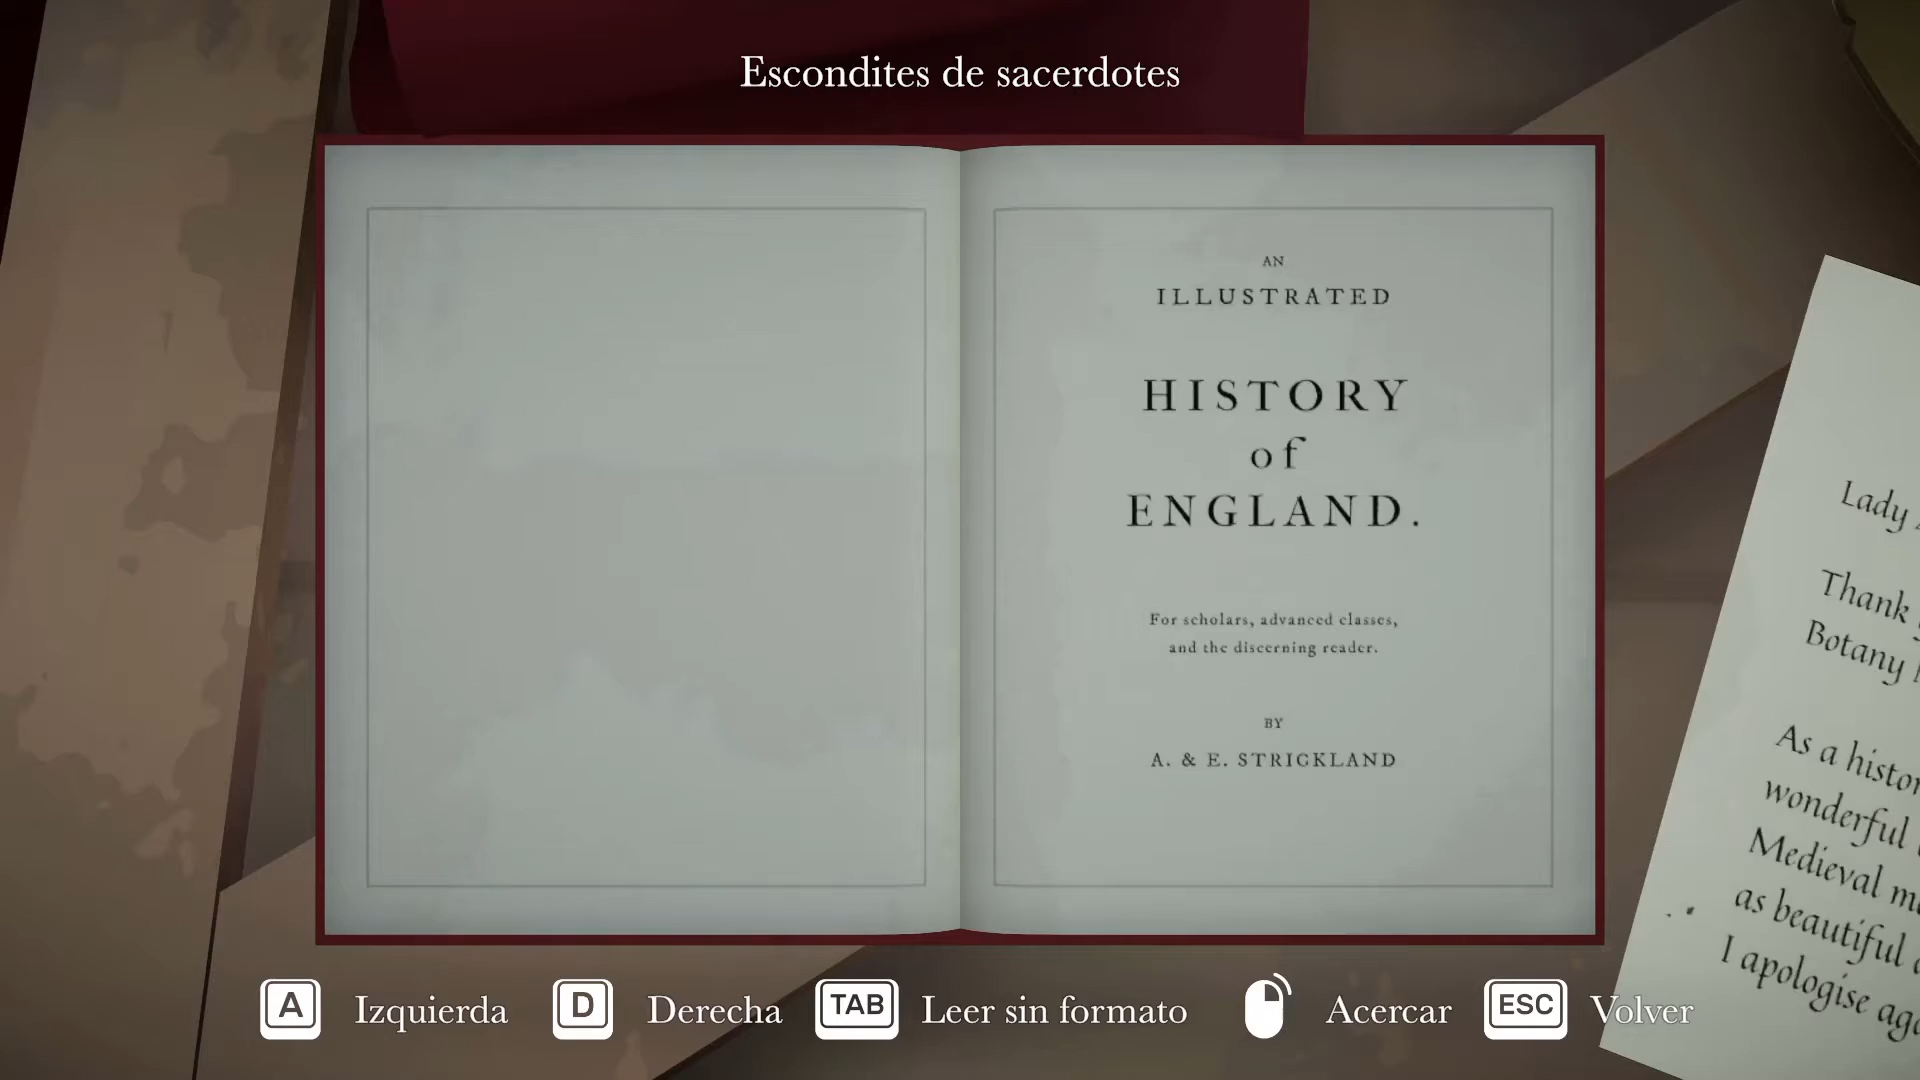 Escondites de sacerdotes
AN
ILLUSTRATED
HISTORY
of
ENGLAND.
For scholars, advanced classes,
and the discerning reader.
BY
A. & E. STRICKLAND
Lady
Thank
Botany
As a
wonderful
Medieval
as beautiful
I apologise
A Izquierda D Derecha TAB Leer sin formato Acercar ESC Volver